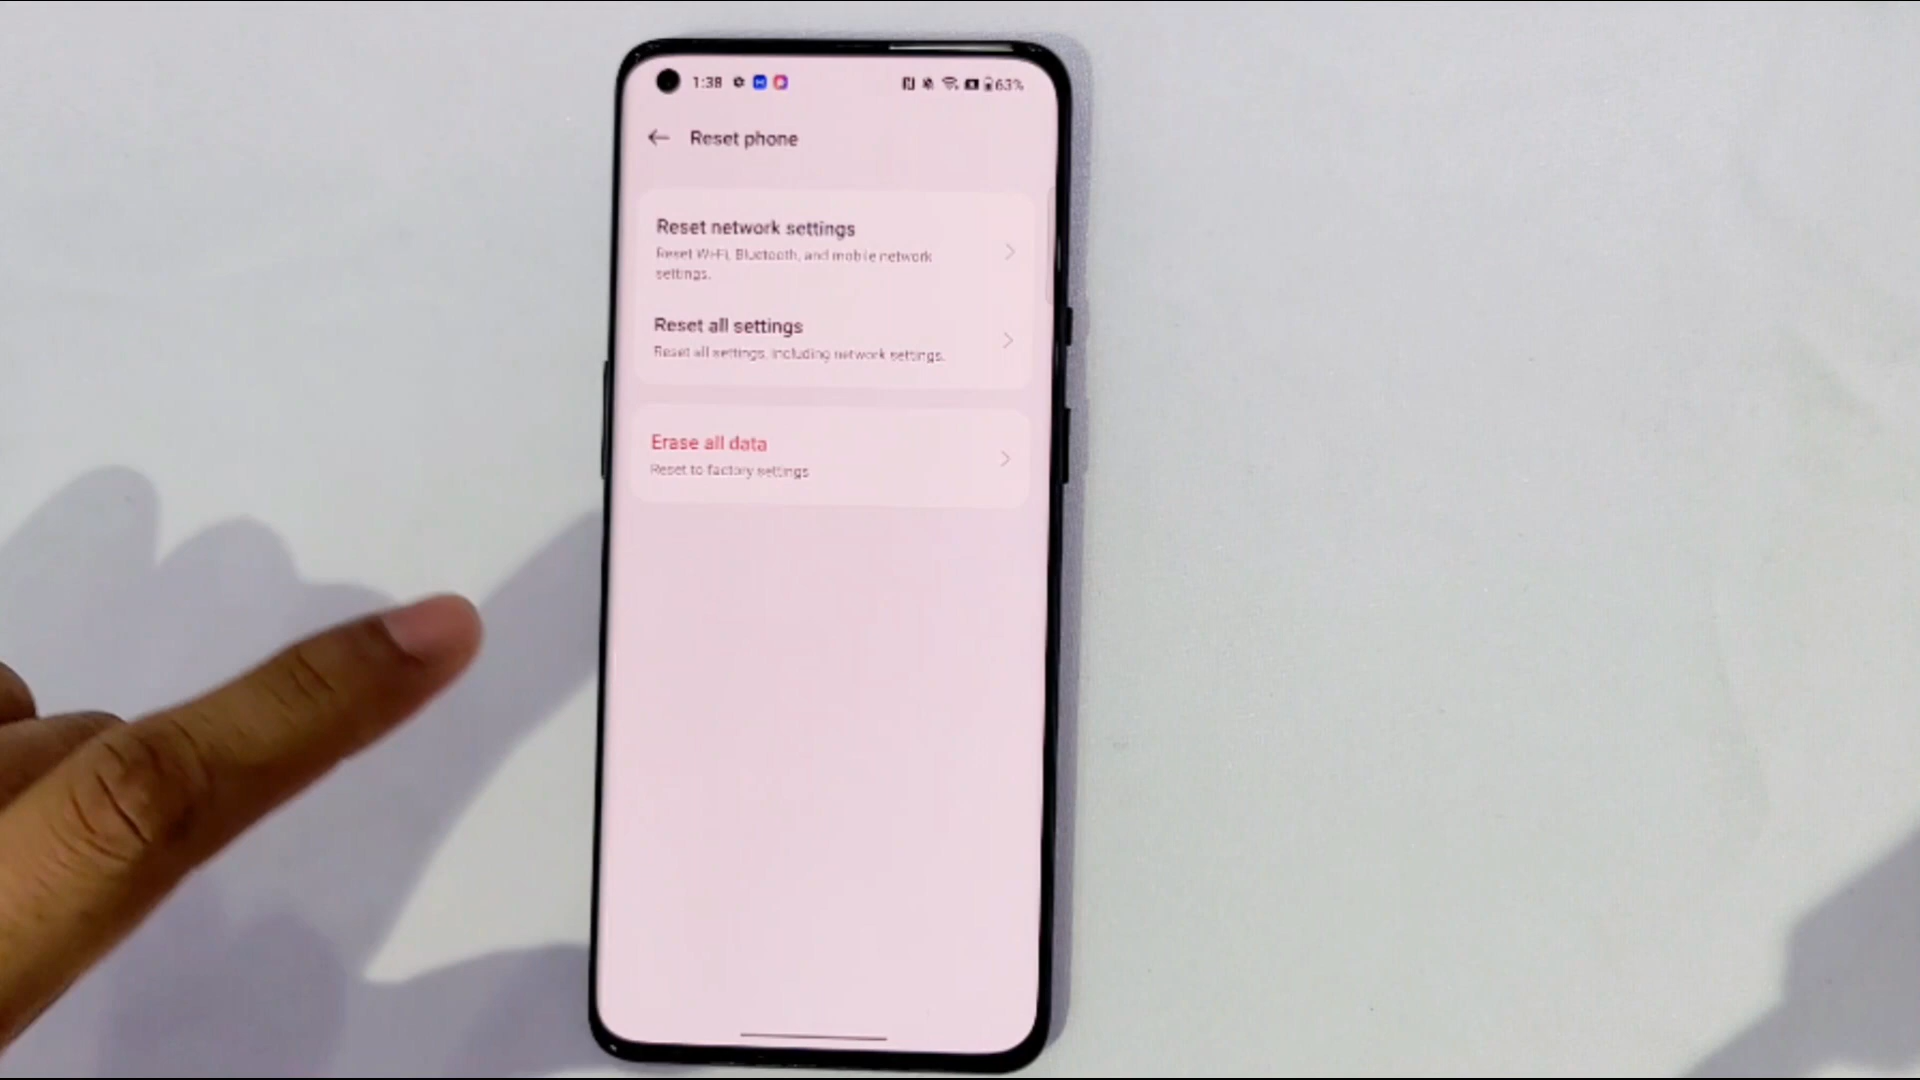 1:38
63%
Reset phone
Reset network settings
Reset Wi-Fi, Bluetooth, and mobile network
settings.
Reset all settings
Reset all settings, including network settings.
Erase all data
Reset to factory settings